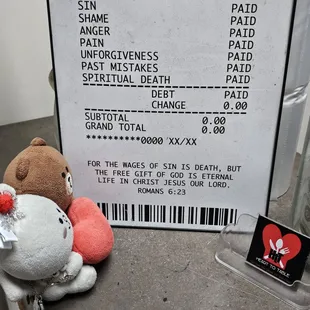 SIN PAID
SHAME PAID
ANGER PAID
PAIN PAID
UNFORGIVENESS PAID
PAST MISTAKES PAID
SPIRITUAL DEATH PAID
DEBT PAID
CHANGE 0.00
SUBTOTAL 0.00
GRAND TOTAL 0.00
***********0000 XX/XX
FOR THE WAGES OF SIN IS DEATH, BUT
THE FREE GIFT OF GOD IS ETERNAL
LIFE IN CHRIST JESUS OUR LORD.
ROMANS 6:23
HEART TO TABLE